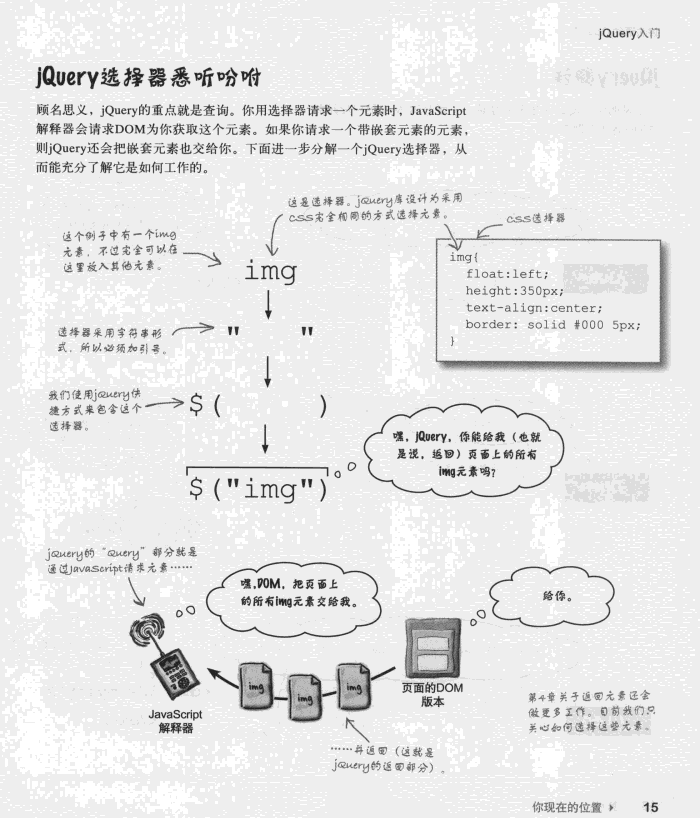 jQuery入门
jQuery选择器悉听吩咐
顾名思义，jQuery的重点就是查询。你用选择器请求一个元素时，JavaScript
解释器会请求DOM为你获取这个元素。如果你请求一个带嵌套元素的元素，
则jQuery还会把嵌套元素也交给你。下面进一步分解一个jQuery选择器，从
而能充分了解它是如何工作的。
这是选择器。jQuery库设计为采用
CSS完全相同的方式选择元素。
CSS选择器
这个例子中有一个img
元素，不过完全可以在
这里放入其他元素。
img
img{
float:left;
height:350px;
text-align:center;
border: solid #000 5px;
}
选择器采用字符串形
式，所以必须加引号。
" "
我们使用jQuery快
捷方式来包含这个
选择器。
$( )
嘿，jQuery，你能给我（也就
是说，返回）页面上的所有
img元素吗？
$("img")
jQuery的“Query”部分就是
通过JavaScript请求元素……
嘿,DOM，把页面上
的所有img元素交给我。
给你。
img
img
img
页面的DOM
版本
JavaScript
解释器
……并返回（这就是
jQuery的返回部分）。
第4章关于返回元素还会
做更多工作。目前我们只
关心如何选择这些元素。
你现在的位置 ▶ 15